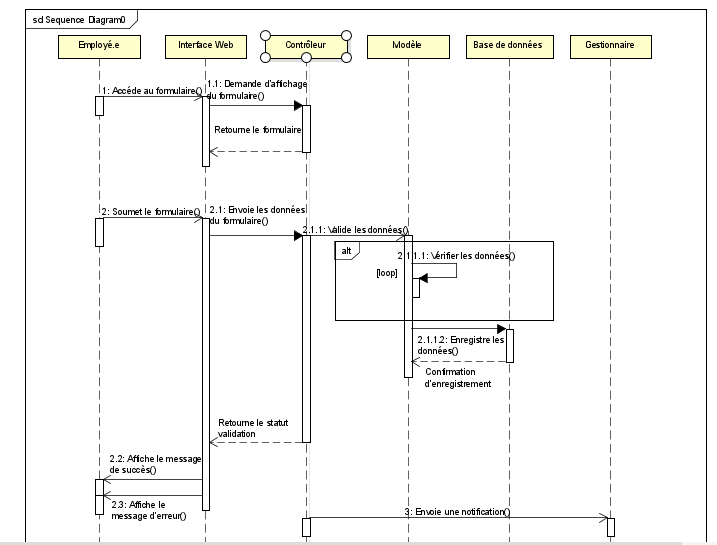 sd Sequence Diagram0
Employé.e
Interface Web
Contrôleur
Modèle
Base de données
Gestionnaire
1: Accéde au formulaire()
1.1: Demande d'affichage
du formulaire()
Retourne le formulaire
2: Soumet le formulaire()
2.1: Envoie les données
du formulaire()
2.1.1: Valide les données()
alt
2.1.1.1: Vérifier les données()
[loop]
2.1.1.2: Enregistre les
données()
Confirmation
d'enregistrement
Retourne le statut
validation
2.2: Affiche le message
de succès()
2.3: Affiche le
message d'erreur()
3: Envoie une notification()